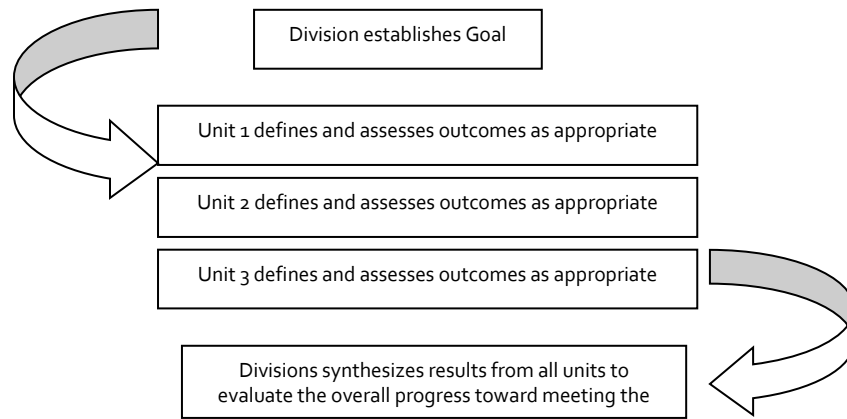 Division establishes Goal
Unit 1 defines and assesses outcomes as appropriate
Unit 2 defines and assesses outcomes as appropriate
Unit 3 defines and assesses outcomes as appropriate
Divisions synthesizes results from all units to
evaluate the overall progress toward meeting the